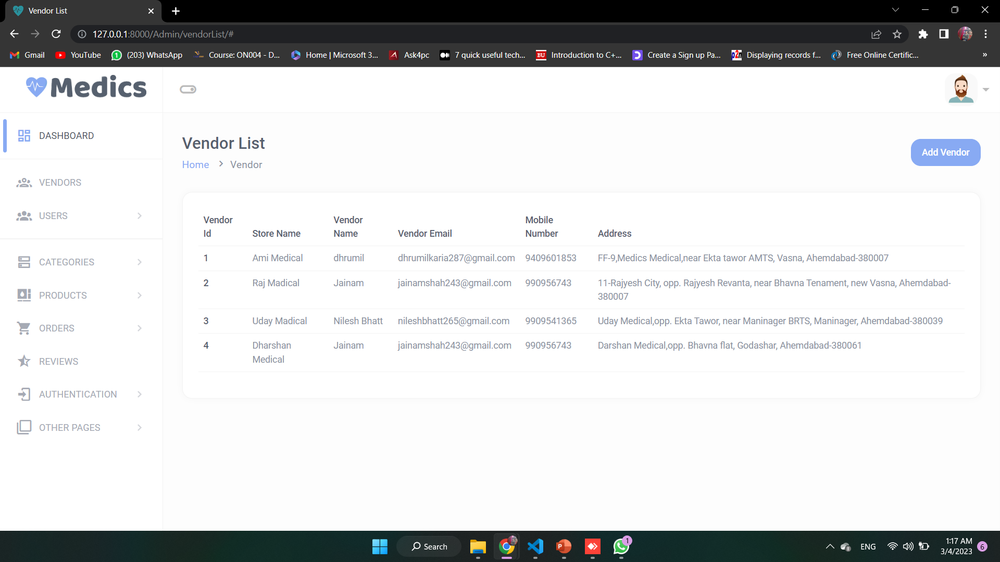 Vendor List
127.0.0.1:8000/Admin/vendorList/#
Gmail
YouTube
(203) WhatsApp
Course: ON004 - D...
Home | Microsoft 3...
Ask4pc
7 quick useful tech...
BU
Introduction to C+...
Create a Sign up Pa...
p2n
Displaying records f...
Free Online Certific...
»
Medics
DASHBOARD
VENDORS
USERS
CATEGORIES
PRODUCTS
ORDERS
REVIEWS
AUTHENTICATION
OTHER PAGES
Vendor List
Home > Vendor
Add Vendor
Vendor Id Store Name Vendor Name Vendor Email Mobile Number Address
1 Ami Medical dhrumil dhrumilkaria287@gmail.com 9409601853 FF-9,Medics Medical,near Ekta tawor AMTS, Vasna, Ahemdabad-380007
2 Raj Madical Jainam jainamshah243@gmail.com 990956743 11-Rajyesh City, opp. Rajyesh Revanta, near Bhavna Tenament, new Vasna, Ahemdabad-
380007
3 Uday Madical Nilesh Bhatt nileshbhatt265@gmail.com 9909541365 Uday Medical,opp. Ekta Tawor, near Maninager BRTS, Maninager, Ahemdabad-380039
4 Dharshan Jainam jainamshah243@gmail.com 990956743 Darshan Medical,opp. Bhavna flat, Godashar, Ahemdabad-380061
Medical
Search
1
ENG
1:17 AM
3/4/2023
6